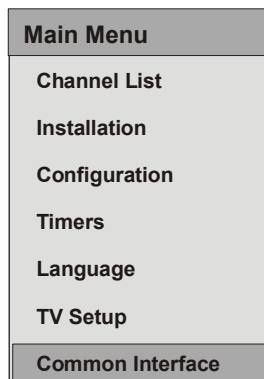 Main Menu
Channel List
Installation
Configuration
Timers
Language
TV Setup
Common Interface